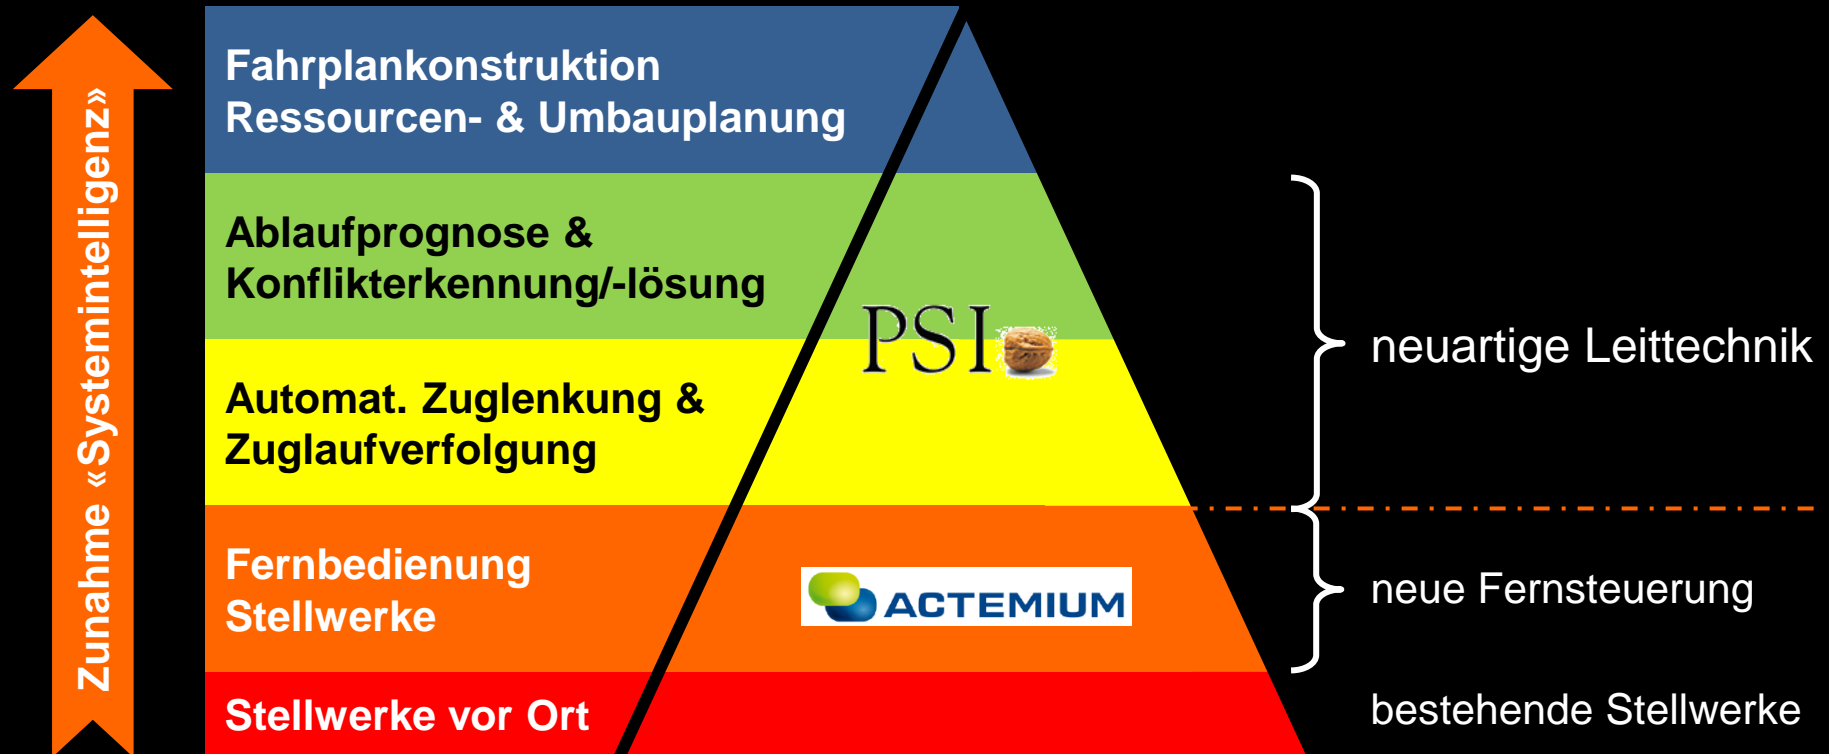 Zunahme «Systemintelligenz»
Fahrplankonstruktion
Ressourcen- & Umbauplanung
Ablaufprognose &
Konflikterkennung/-lösung
PSI
Automat. Zuglenkung &
Zuglaufverfolgung
neuartige Leittechnik
Fernbedienung
Stellwerke
ACTEMIUM
neue Fernsteuerung
Stellwerke vor Ort
bestehende Stellwerke